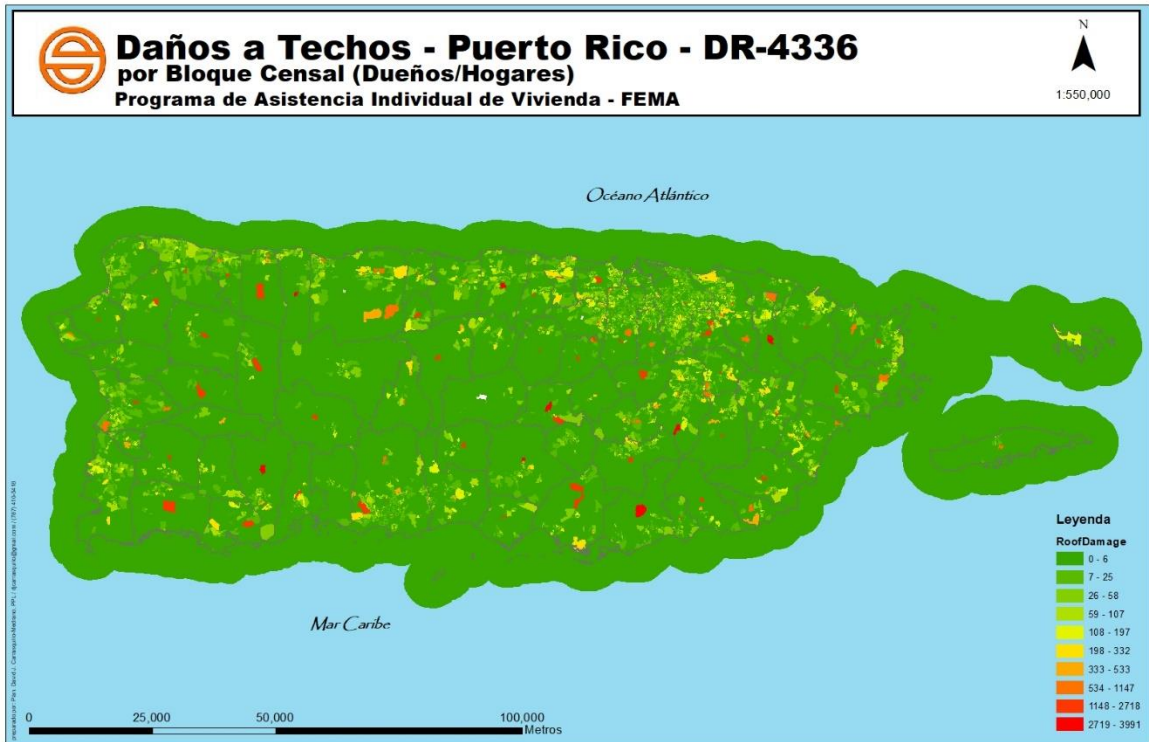 Daños a Techos - Puerto Rico - DR-4336
por Bloque Censal (Dueños/Hogares)
Programa de Asistencia Individual de Vivienda - FEMA
N
1:550,000
Océano Atlántico
Mar Caribe
Leyenda
RoofDamage
0 - 6
7 - 25
26 - 58
59 - 107
108 - 197
198 - 332
333 - 533
534 - 1147
1148 - 2718
2719 - 3991
0 25,000 50,000 100,000
Metros